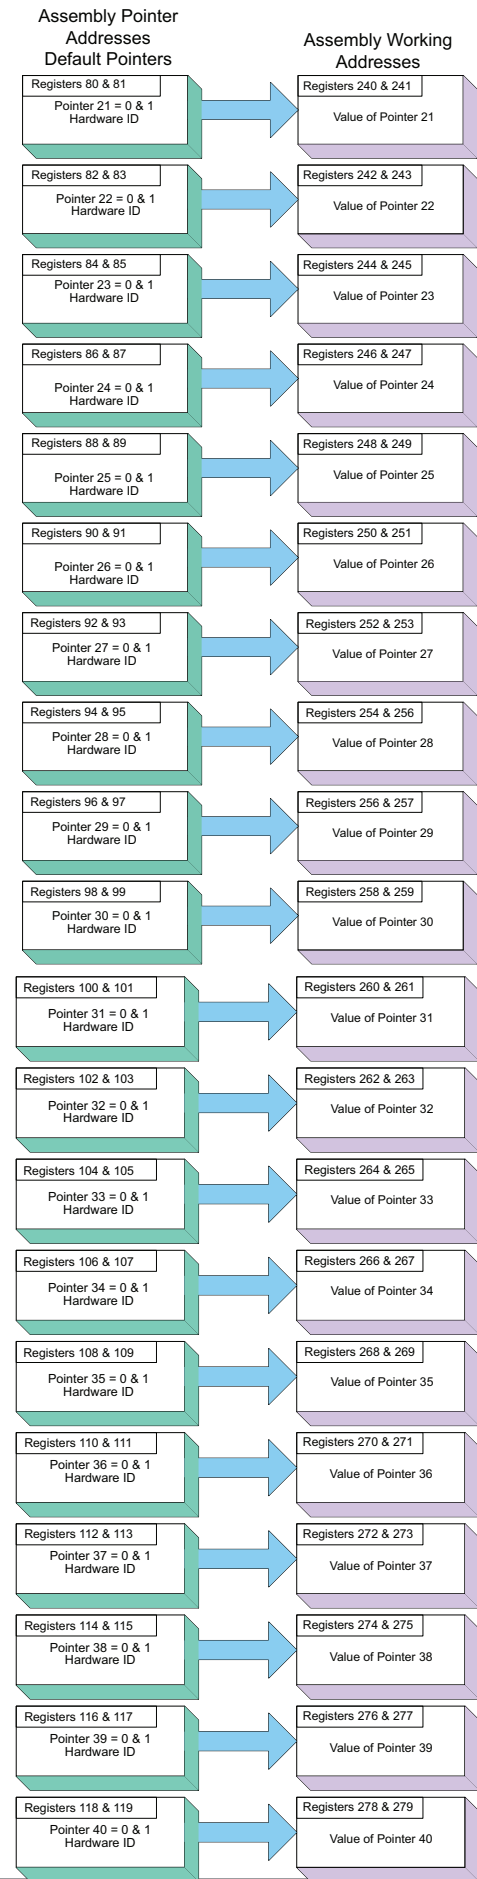 Assembly Pointer
Addresses
Default Pointers
Assembly Working
Addresses
Registers 80 & 81
Pointer 21 = 0 & 1
Hardware ID
Registers 240 & 241
Value of Pointer 21
Registers 82 & 83
Pointer 22 = 0 & 1
Hardware ID
Registers 242 & 243
Value of Pointer 22
Registers 84 & 85
Pointer 23 = 0 & 1
Hardware ID
Registers 244 & 245
Value of Pointer 23
Registers 86 & 87
Pointer 24 = 0 & 1
Hardware ID
Registers 246 & 247
Value of Pointer 24
Registers 88 & 89
Pointer 25 = 0 & 1
Hardware ID
Registers 248 & 249
Value of Pointer 25
Registers 90 & 91
Pointer 26 = 0 & 1
Hardware ID
Registers 250 & 251
Value of Pointer 26
Registers 92 & 93
Pointer 27 = 0 & 1
Hardware ID
Registers 252 & 253
Value of Pointer 27
Registers 94 & 95
Pointer 28 = 0 & 1
Hardware ID
Registers 254 & 256
Value of Pointer 28
Registers 96 & 97
Pointer 29 = 0 & 1
Hardware ID
Registers 256 & 257
Value of Pointer 29
Registers 98 & 99
Pointer 30 = 0 & 1
Hardware ID
Registers 258 & 259
Value of Pointer 30
Registers 100 & 101
Pointer 31 = 0 & 1
Hardware ID
Registers 260 & 261
Value of Pointer 31
Registers 102 & 103
Pointer 32 = 0 & 1
Hardware ID
Registers 262 & 263
Value of Pointer 32
Registers 104 & 105
Pointer 33 = 0 & 1
Hardware ID
Registers 264 & 265
Value of Pointer 33
Registers 106 & 107
Pointer 34 = 0 & 1
Hardware ID
Registers 266 & 267
Value of Pointer 34
Registers 108 & 109
Pointer 35 = 0 & 1
Hardware ID
Registers 268 & 269
Value of Pointer 35
Registers 110 & 111
Pointer 36 = 0 & 1
Hardware ID
Registers 270 & 271
Value of Pointer 36
Registers 112 & 113
Pointer 37 = 0 & 1
Hardware ID
Registers 272 & 273
Value of Pointer 37
Registers 114 & 115
Pointer 38 = 0 & 1
Hardware ID
Registers 274 & 275
Value of Pointer 38
Registers 116 & 117
Pointer 39 = 0 & 1
Hardware ID
Registers 276 & 277
Value of Pointer 39
Registers 118 & 119
Pointer 40 = 0 & 1
Hardware ID
Registers 278 & 279
Value of Pointer 40